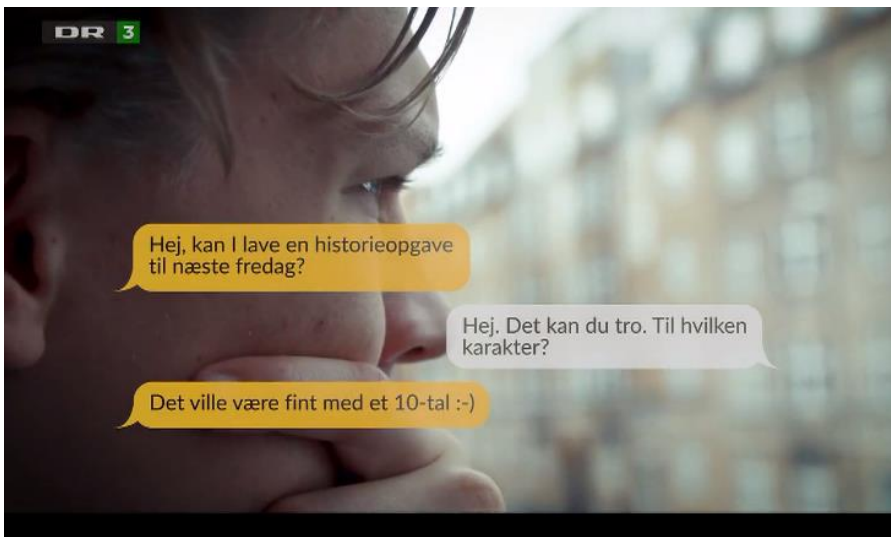 DR 3
Hej, kan I lave en historieopgave
til næste fredag?
Hej. Det kan du tro. Til hvilken
karakter?
Det ville være fint med et 10-tal :-)